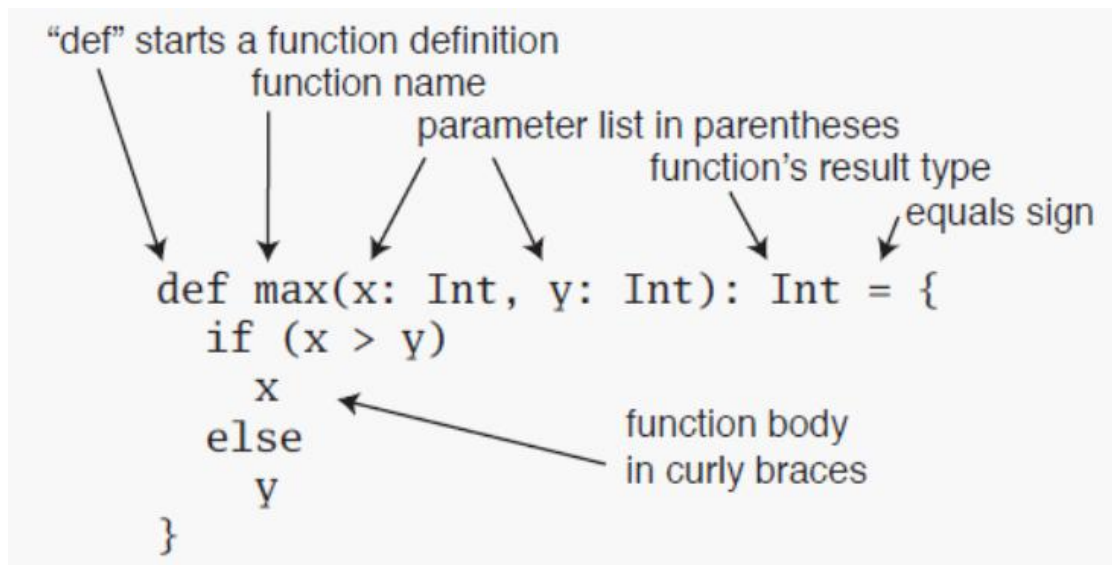 “def” starts a function definition
function name
parameter list in parentheses
function’s result type
equals sign
def max(x: Int, y: Int): Int = {
if (x > y)
x
else
y
}
function body
in curly braces